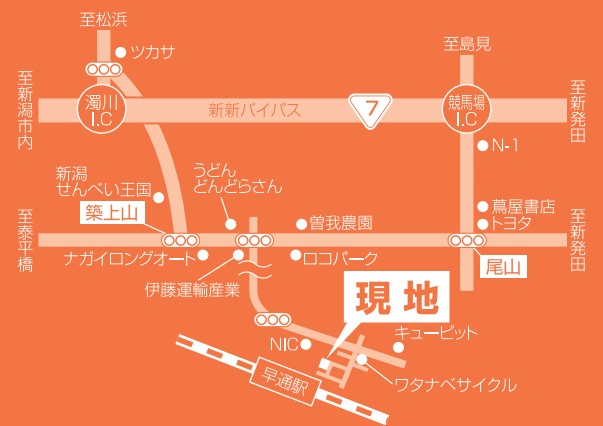 至松浜
ツカサ
至島見
至新潟市内
濁川
I.C
新新バイパス
7
競馬場
I.C
至新発田
N-1
新潟
せんべい王国
うどん
どんどらさん
蔦屋書店
トヨタ
築上山
曽我農園
至泰平橋
至新発田
ナガイロングオート
ロコパーク
尾山
伊藤運輸産業
現地
キューピット
NIC
ワタナベサイクル
早通駅